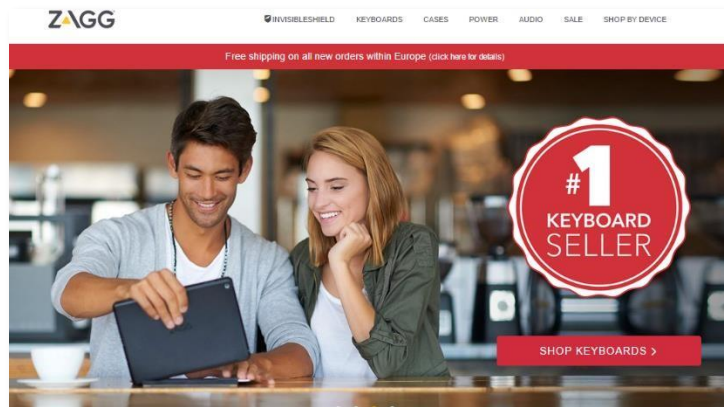 ZAGG
INVISIBLESHIELD KEYBOARDS CASES POWER AUDIO SALE SHOP BY DEVICE
Free shipping on all new orders within Europe (click here for details)
#1
KEYBOARD
SELLER
SHOP KEYBOARDS >